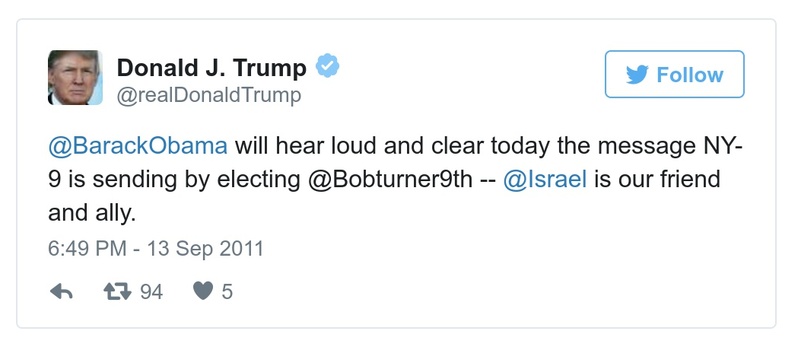 Donald J. Trump
@realDonaldTrump
Follow
@BarackObama will hear loud and clear today the message NY-
9 is sending by electing @Bobturner9th -- @Israel is our friend
and ally.
6:49 PM - 13 Sep 2011
94 5